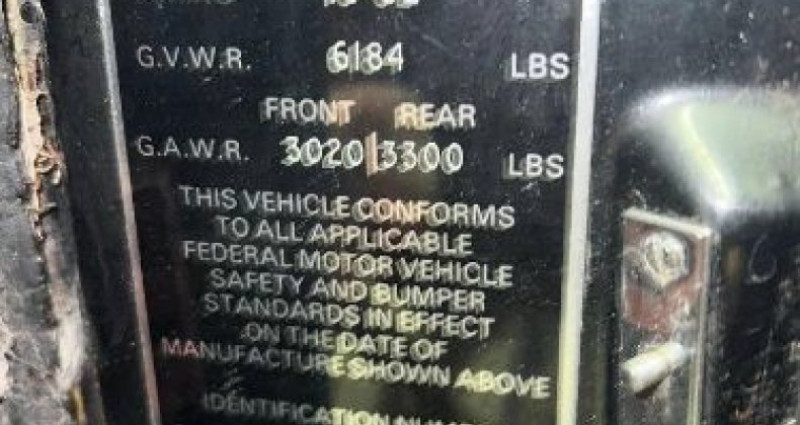 G.V.W.R. 6184 LBS
FRONT REAR
G.A.W.R. 3020 3300 LBS
THIS VEHICLE CONFORMS
TO ALL APPLICABLE
FEDERAL MOTOR VEHICLE
SAFETY AND BUMPER
STANDARDS IN EFFECT
ON THE DATE OF
MANUFACTURE SHOWN ABOVE
IDENTIFICATION